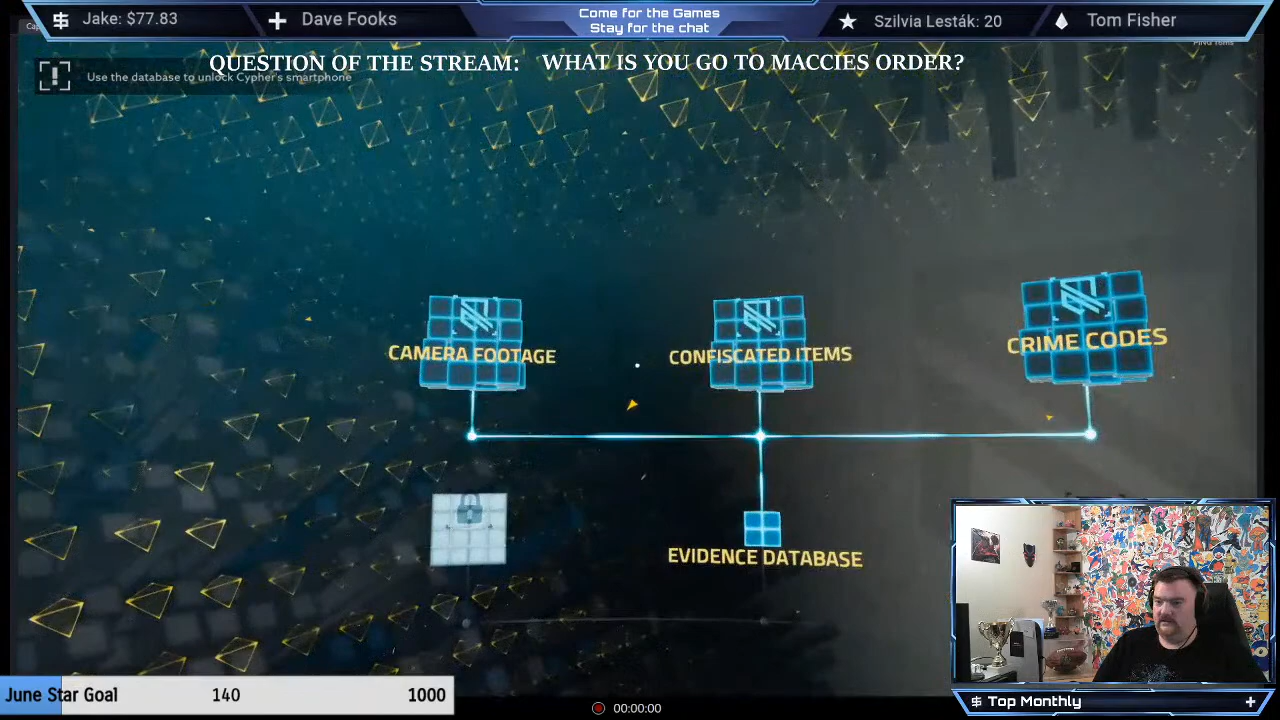 Jake: $77.83
Dave Fooks
Come for the Games
Stay for the chat
Szilvia Lesták: 20
Tom Fisher
QUESTION OF THE STREAM: WHAT IS YOU GO TO MACCIES ORDER?
Use the database to unlock Cypher's smartphone
CAMERA FOOTAGE
CONFISCATED ITEMS
CRIME CODES
EVIDENCE DATABASE
June Star Goal 140 1000
00:00:00
Top Monthly